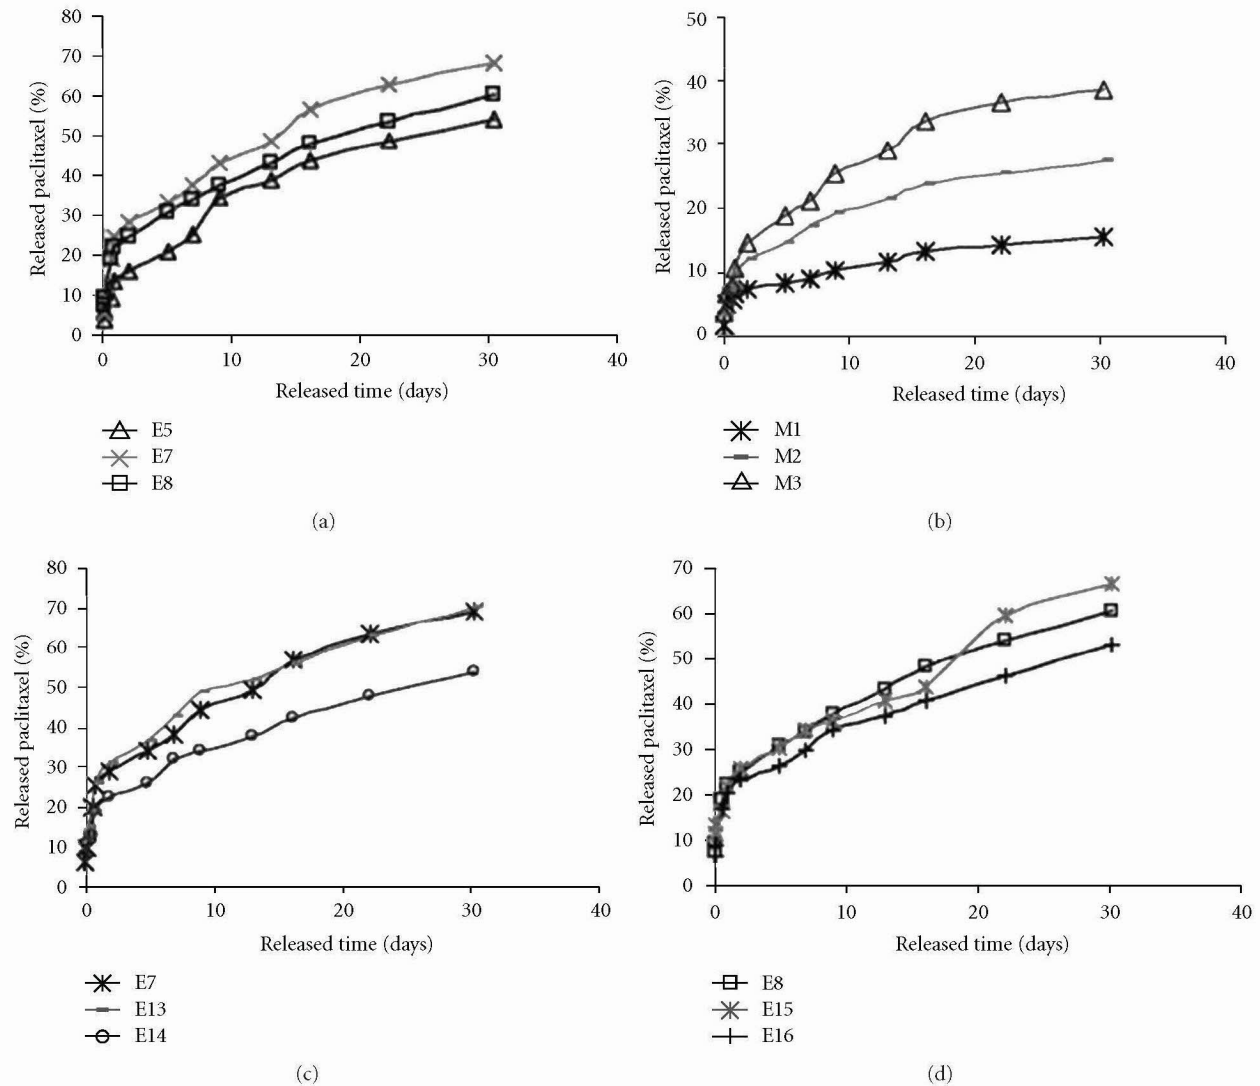 80
70
60
50
40
30
20
10
0
Released paclitaxel (%)
0 10 20 30 40
Released time (days)
E5
E7
E8
(a)
50
40
30
20
10
0
Released paclitaxel (%)
0 10 20 30 40
Released time (days)
M1
M2
M3
(b)
80
70
60
50
40
30
20
10
0
Released paclitaxel (%)
0 10 20 30 40
Released time (days)
E7
E13
E14
(c)
70
60
50
40
30
20
10
0
Released paclitaxel (%)
0 10 20 30 40
Released time (days)
E8
E15
E16
(d)